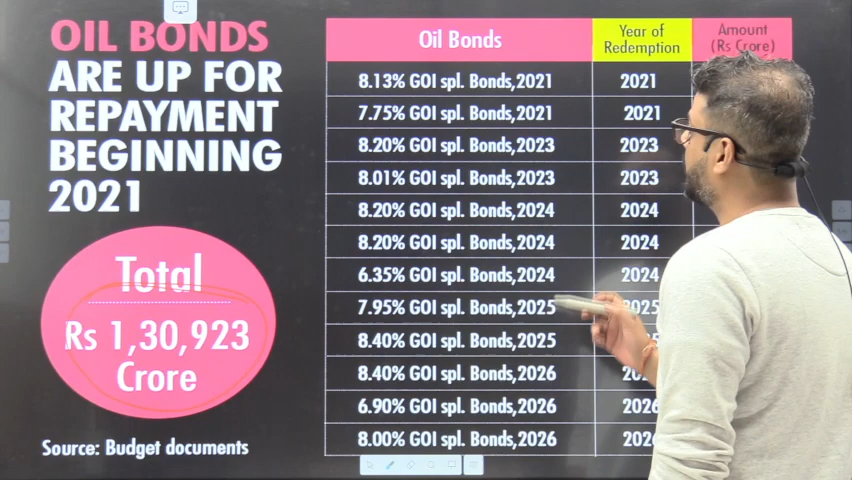 OIL BONDS
ARE UP FOR
REPAYMENT
BEGINNING
2021
Total
Rs 1,30,923
Crore
Source: Budget documents
Oil Bonds
Year of
Redemption
Amount
(Rs Crore)
8.13% GOI spl. Bonds,2021 2021
7.75% GOI spl. Bonds,2021 2021
8.20% GOI spl. Bonds,2023 2023
8.01% GOI spl. Bonds,2023 2023
8.20% GOI spl. Bonds,2024 2024
8.20% GOI spl. Bonds,2024 2024
6.35% GOI spl. Bonds,2024 2024
7.95% GOI spl. Bonds,2025
8.40% GOI spl. Bonds,2025
8.40% GOI spl. Bonds,2026
6.90% GOI spl. Bonds,2026 2026
8.00% GOI spl. Bonds,2026 2026